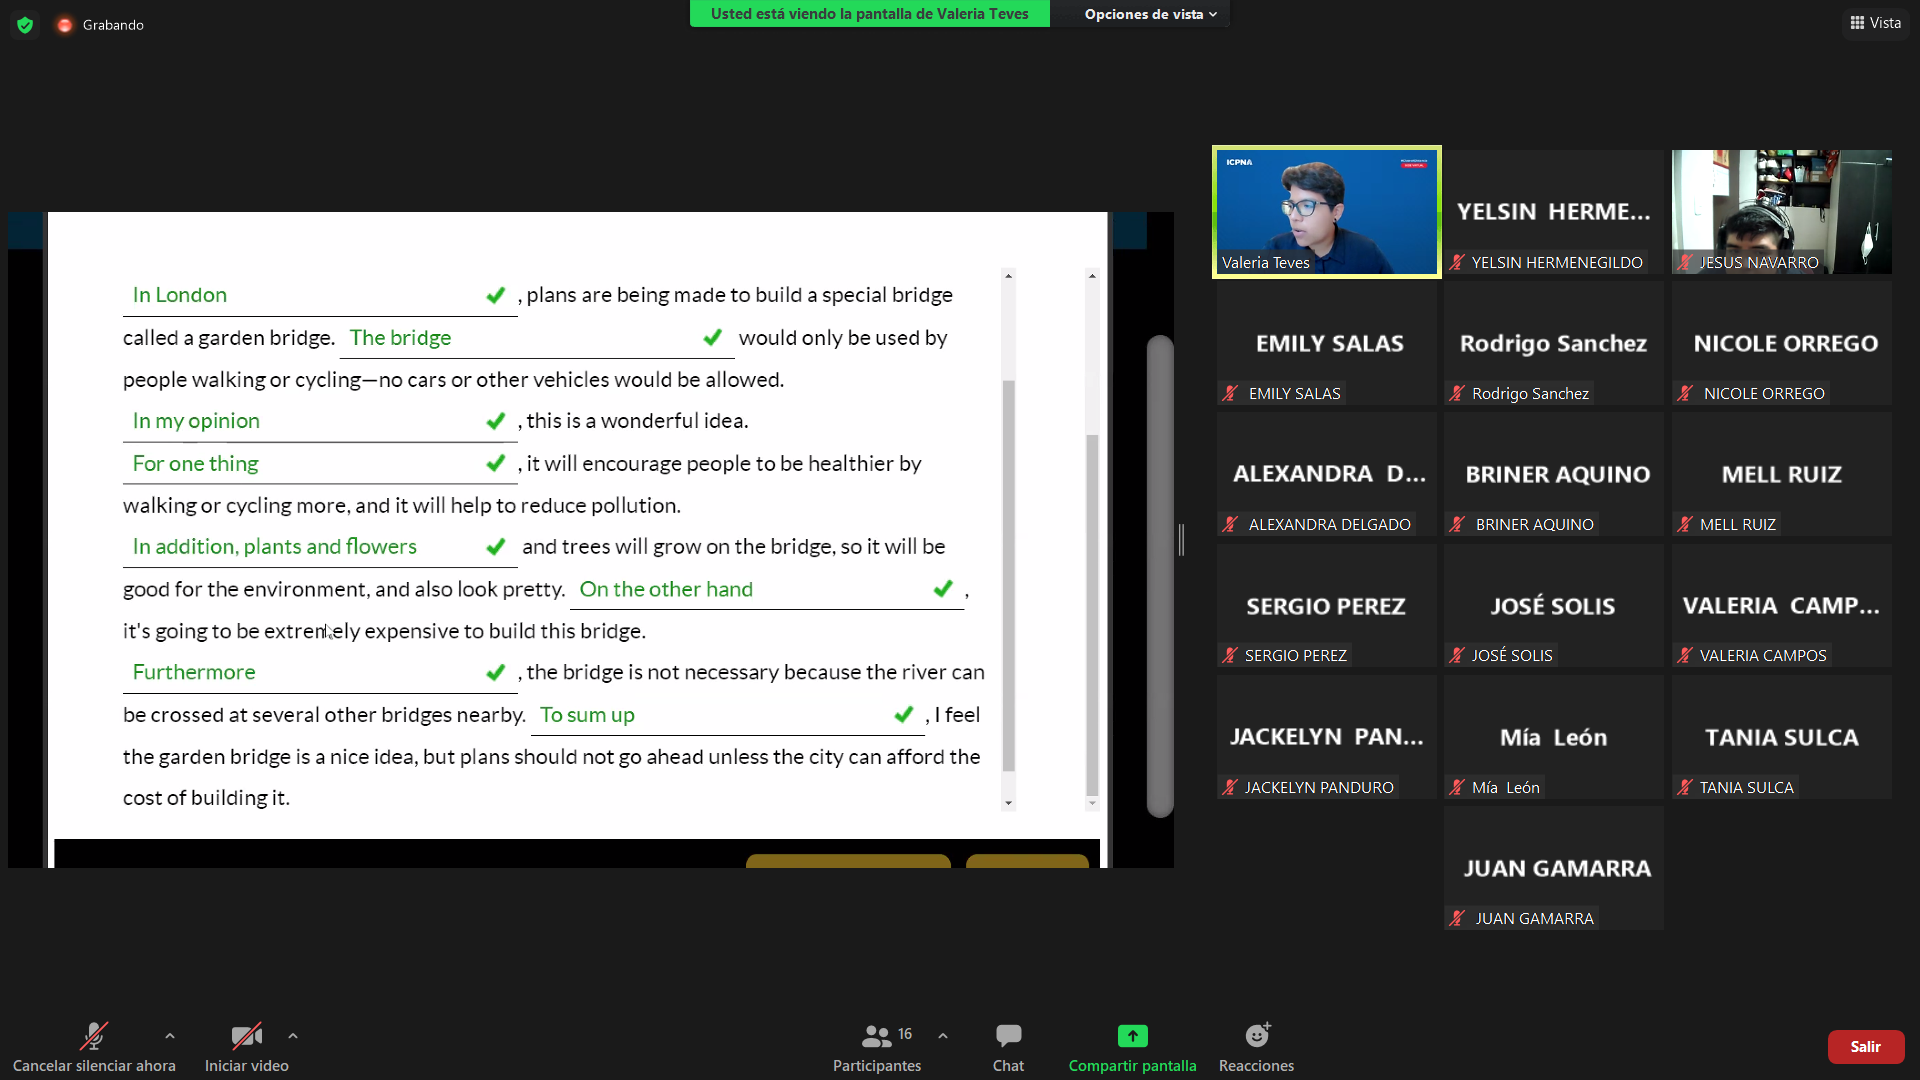 Grabando
Usted está viendo la pantalla de Valeria Teves
Opciones de vista
Vista
In London , plans are being made to build a special bridge
called a garden bridge. The bridge would only be used by
people walking or cycling—no cars or other vehicles would be allowed.
In my opinion , this is a wonderful idea.
For one thing , it will encourage people to be healthier by
walking or cycling more, and it will help to reduce pollution.
In addition, plants and flowers and trees will grow on the bridge, so it will be
good for the environment, and also look pretty. On the other hand ,
it's going to be extremely expensive to build this bridge.
Furthermore , the bridge is not necessary because the river can
be crossed at several other bridges nearby. To sum up , I feel
the garden bridge is a nice idea, but plans should not go ahead unless the city can afford the
cost of building it.
ICPNA
Valeria Teves
YELSIN HERME...
YELSIN HERMENEGILDO
JESUS NAVARRO
EMILY SALAS
EMILY SALAS
Rodrigo Sanchez
Rodrigo Sanchez
NICOLE ORREGO
NICOLE ORREGO
ALEXANDRA D...
ALEXANDRA DELGADO
BRINER AQUINO
BRINER AQUINO
MELL RUIZ
MELL RUIZ
SERGIO PEREZ
SERGIO PEREZ
JOSÉ SOLIS
JOSÉ SOLIS
VALERIA CAMP...
VALERIA CAMPOS
JACKELYN PAN...
JACKELYN PANDURO
Mía León
Mía León
TANIA SULCA
TANIA SULCA
JUAN GAMARRA
JUAN GAMARRA
Cancelar silenciar ahora
Iniciar video
16
Participantes
Chat
Compartir pantalla
Reacciones
Salir